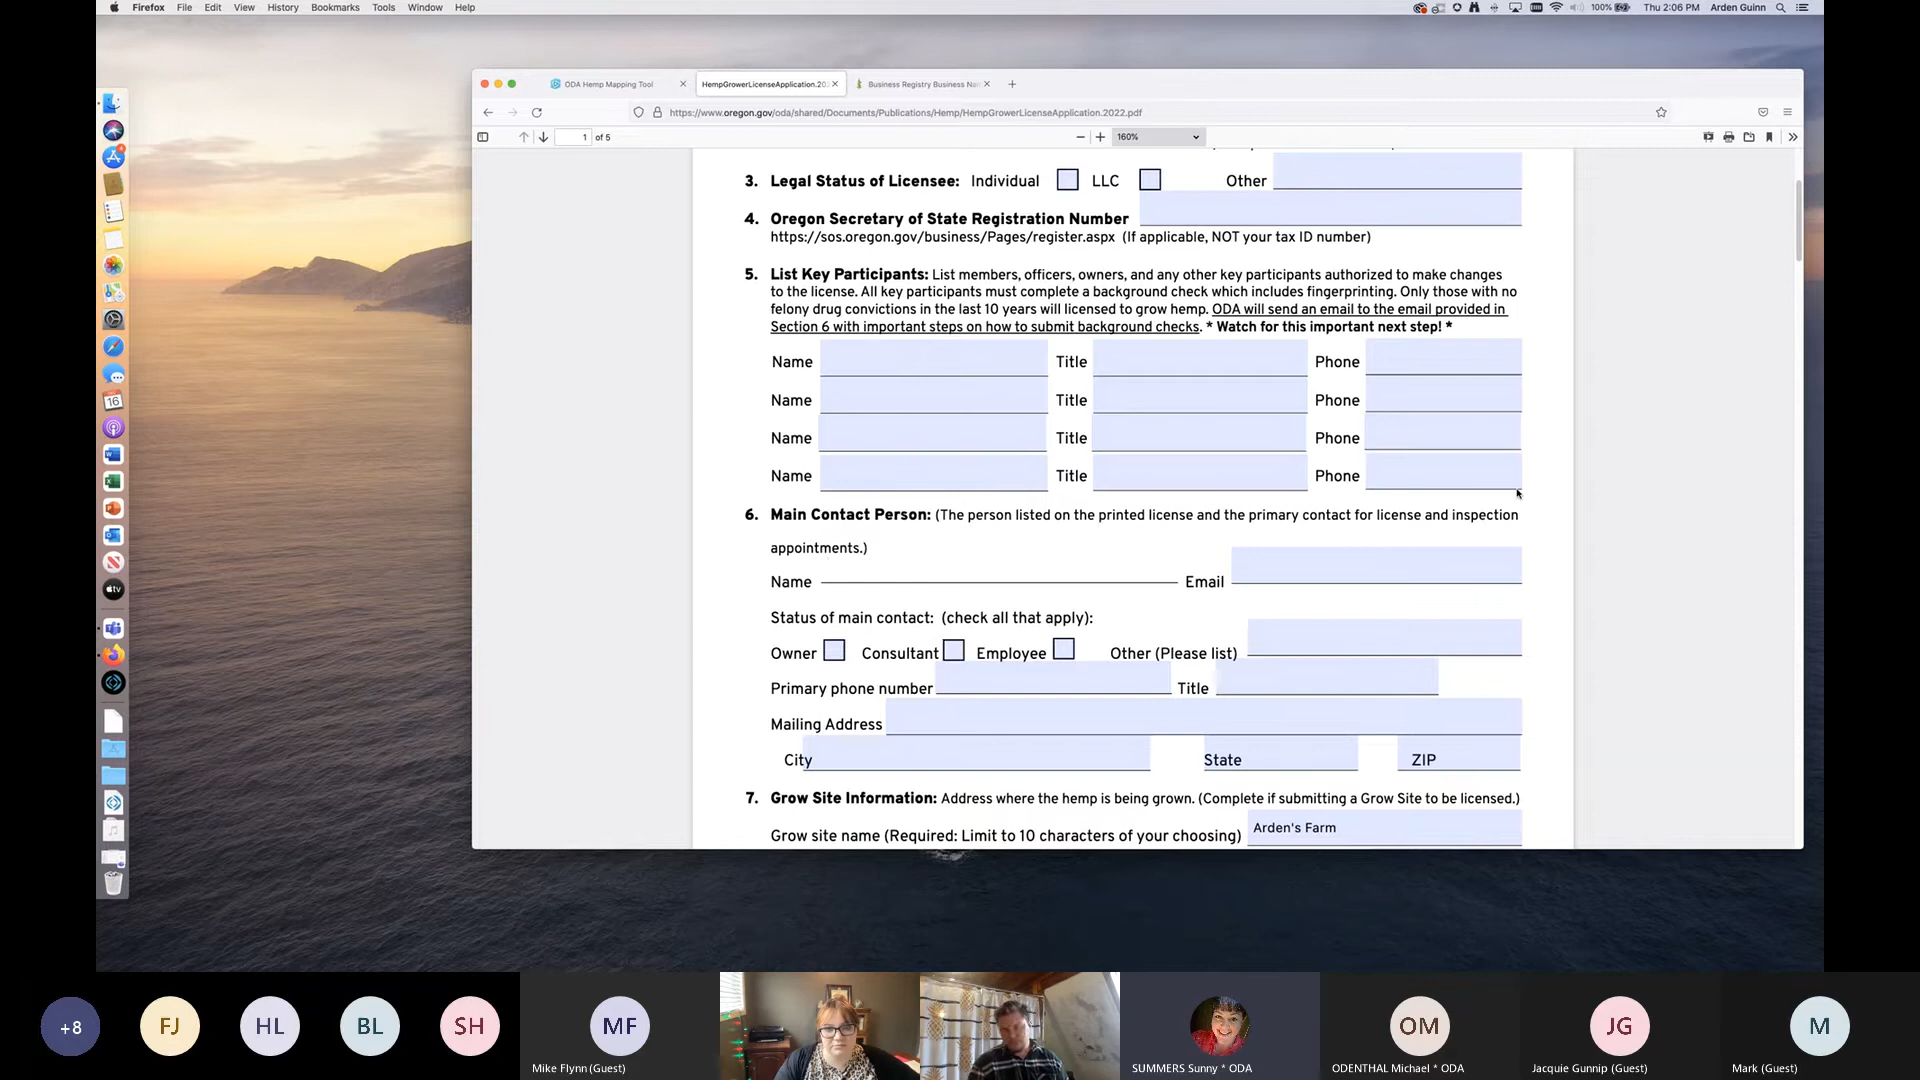 Firefox File Edit View History Bookmarks Tools Window Help
100% Thu 2:06 PM Arden Guinn
ODA Hemp Mapping Tool
HempGrowerLicenseApplication.202
Business Registry Business Na
https://www.oregon.gov/oda/shared/Documents/Publications/Hemp/HempGrowerLicenseApplication.2022.pdf
1 of 5
160%
3. Legal Status of Licensee: Individual LLC Other
4. Oregon Secretary of State Registration Number
https://sos.oregon.gov/business/Pages/register.aspx (If applicable, NOT your tax ID number)
5. List Key Participants: List members, officers, owners, and any other key participants authorized to make changes
to the license. All key participants must complete a background check which includes fingerprinting. Only those with no
felony drug convictions in the last 10 years will licensed to grow hemp. ODA will send an email to the email provided in
Section 6 with important steps on how to submit background checks. * Watch for this important next step! *
Name Title Phone
Name Title Phone
Name Title Phone
Name Title Phone
6. Main Contact Person: (The person listed on the printed license and the primary contact for license and inspection
appointments.)
Name Email
Status of main contact: (check all that apply):
Owner Consultant Employee Other (Please list)
Primary phone number Title
Mailing Address
City State ZIP
7. Grow Site Information: Address where the hemp is being grown. (Complete if submitting a Grow Site to be licensed.)
Grow site name (Required: Limit to 10 characters of your choosing) Arden's Farm
16
tv
+8
FJ
HL
BL
SH
MF
OM
JG
M
Mike Flynn (Guest)
SUMMERS Sunny * ODA
ODENTHAL Michael * ODA
Jacquie Gunnip (Guest)
Mark (Guest)